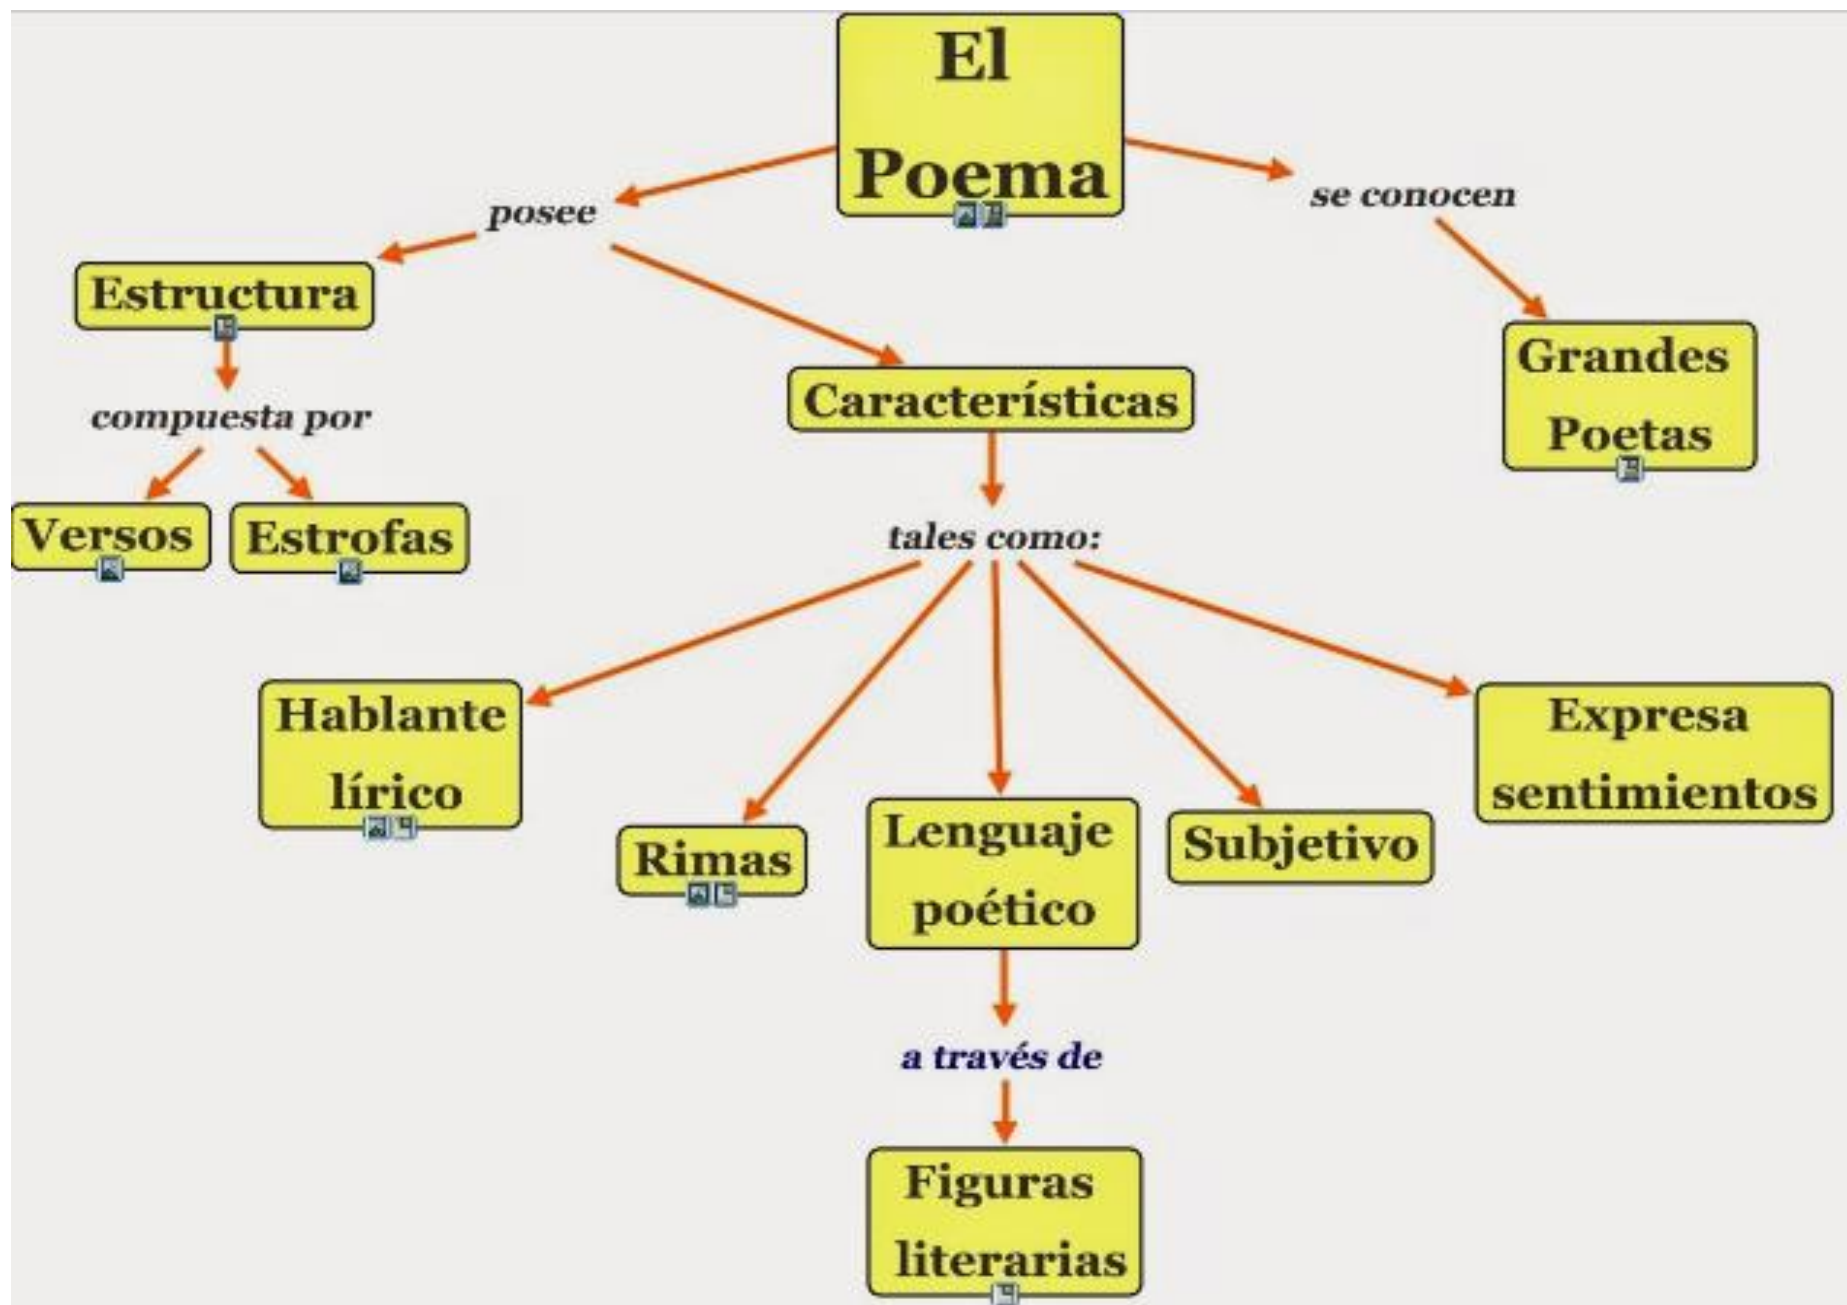 El
Poema
posee
se conocen
Estructura
Características
Grandes
Poetas
compuesta por
Versos
Estrofas
tales como:
Hablante
lírico
Rimas
Lenguaje
poético
Subjetivo
Expresa
sentimientos
a través de
Figuras
literarias